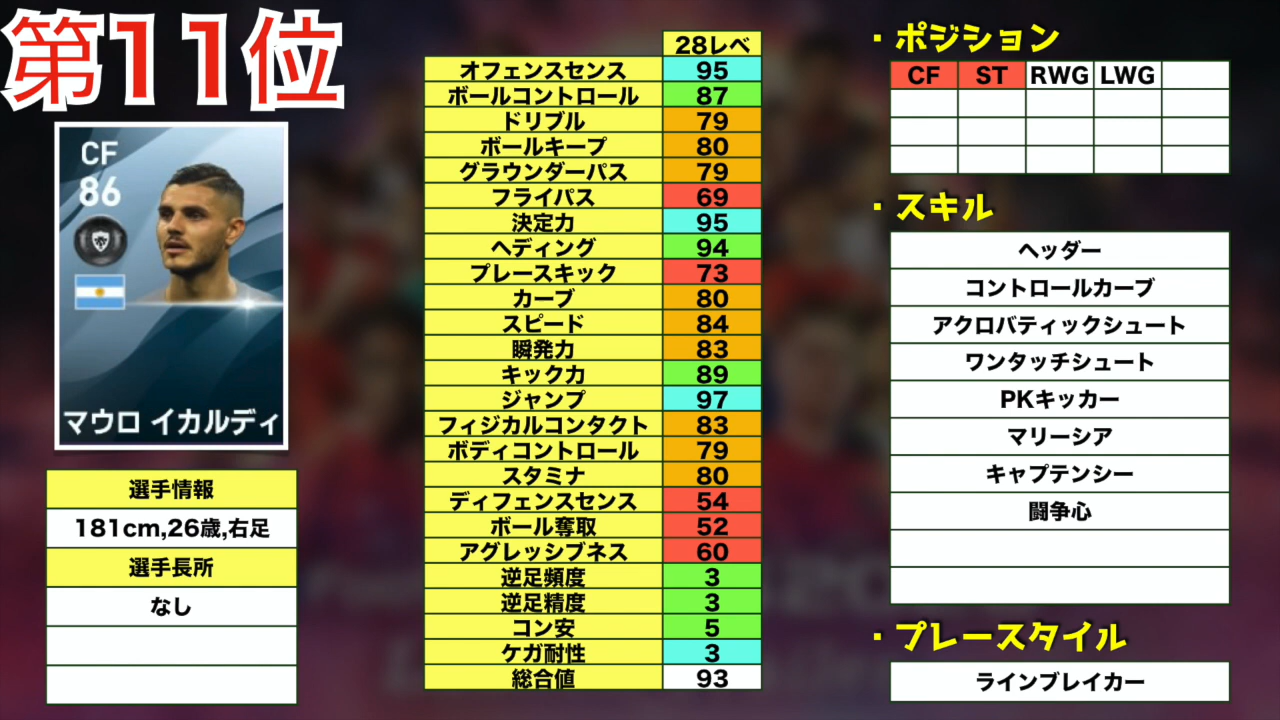 第11位
CF
86
マウロ イカルディ
選手情報
181cm,26歳,右足
選手長所
なし
28レベ
オフェンスセンス 95
ボールコントロール 87
ドリブル 79
ボールキープ 80
グラウンダーパス 79
フライパス 69
決定力 95
ヘディング 94
プレースキック 73
カーブ 80
スピード 84
瞬発力 83
キック力 89
ジャンプ 97
フィジカルコンタクト 83
ボディコントロール 79
スタミナ 80
ディフェンスセンス 54
ボール奪取 52
アグレッシブネス 60
逆足頻度 3
逆足精度 3
コン安 5
ケガ耐性 3
総合値 93
・ポジション
CF ST RWG LWG
・スキル
ヘッダー
コントロールカーブ
アクロバティックシュート
ワンタッチシュート
PKキッカー
マリーシア
キャプテンシー
闘争心
・プレースタイル
ラインブレイカー